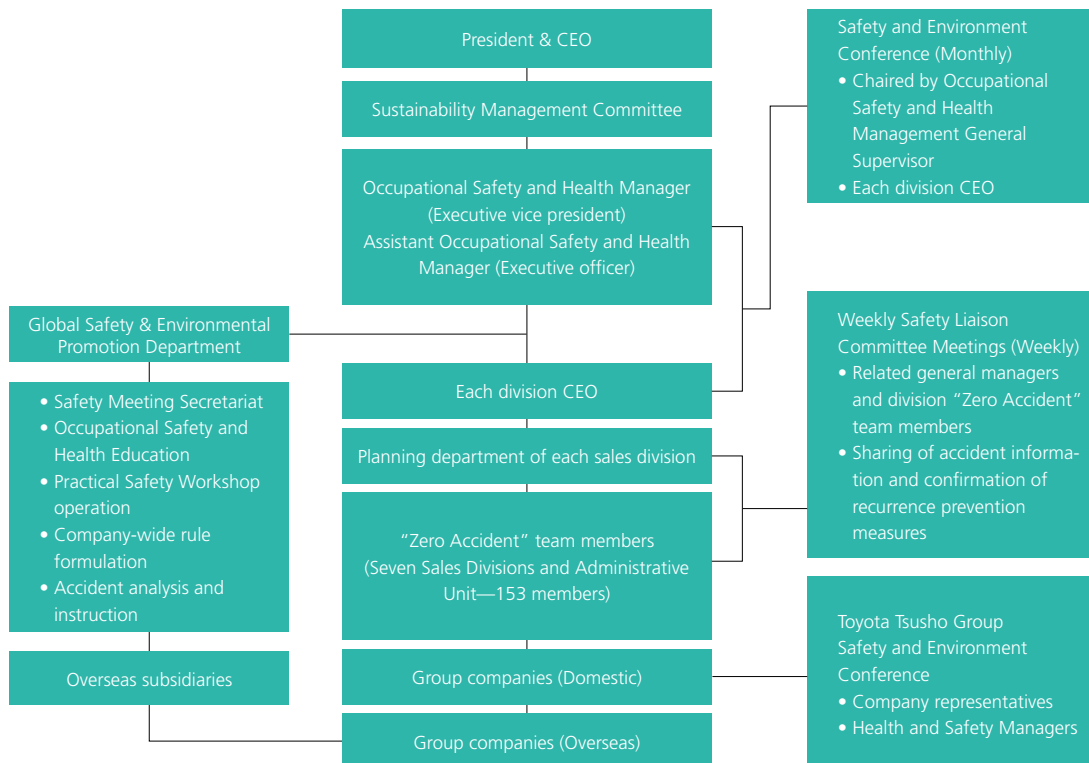 President & CEO
Sustainability Management Committee
Occupational Safety and Health Manager
(Executive vice president)
Assistant Occupational Safety and Health
Manager (Executive officer)
Global Safety & Environmental
Promotion Department
• Safety Meeting Secretariat
• Occupational Safety and
Health Education
• Practical Safety Workshop
operation
• Company-wide rule
formulation
• Accident analysis and
instruction
Overseas subsidiaries
Each division CEO
Planning department of each sales division
“Zero Accident” team members
(Seven Sales Divisions and Administrative
Unit—153 members)
Group companies (Domestic)
Group companies (Overseas)
Safety and Environment
Conference (Monthly)
• Chaired by Occupational
Safety and Health
Management General
Supervisor
• Each division CEO
Weekly Safety Liaison
Committee Meetings (Weekly)
• Related general managers
and division “Zero Accident”
team members
• Sharing of accident informa-
tion and confirmation of
recurrence prevention
measures
Toyota Tsusho Group
Safety and Environment
Conference
• Company representatives
• Health and Safety Managers